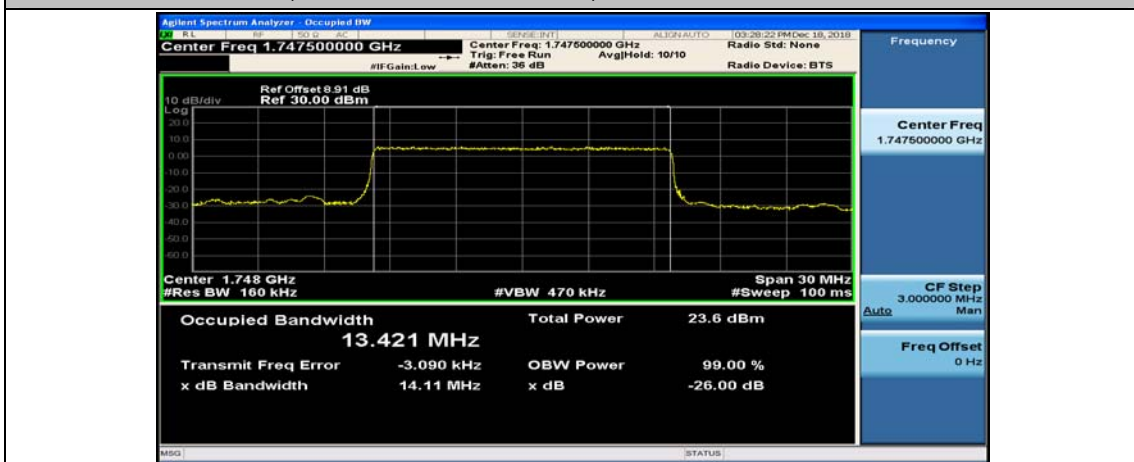 Agilent Spectrum Analyzer - Occupied BW
RL RF 50 Ω AC SENSE:INT ALIGN AUTO 03:28:22 PM Dec 18, 2018
Center Freq 1.747500000 GHz
Center Freq: 1.747500000 GHz
Radio Std: None
Trig: Free Run Avg|Hold: 10/10
#IFGain:Low #Atten: 36 dB Radio Device: BTS
Ref Offset 8.91 dB
10 dB/div Ref 30.00 dBm
Log
20.0
10.0
0.00
-10.0
-20.0
-30.0
-40.0
-50.0
-60.0
Center 1.748 GHz Span 30 MHz
#Res BW 160 kHz #VBW 470 kHz #Sweep 100 ms
Occupied Bandwidth Total Power 23.6 dBm
13.421 MHz
Transmit Freq Error -3.090 kHz OBW Power 99.00 %
x dB Bandwidth 14.11 MHz x dB -26.00 dB
MSG STATUS
Frequency
Center Freq
1.747500000 GHz
CF Step
3.000000 MHz
Auto Man
Freq Offset
0 Hz